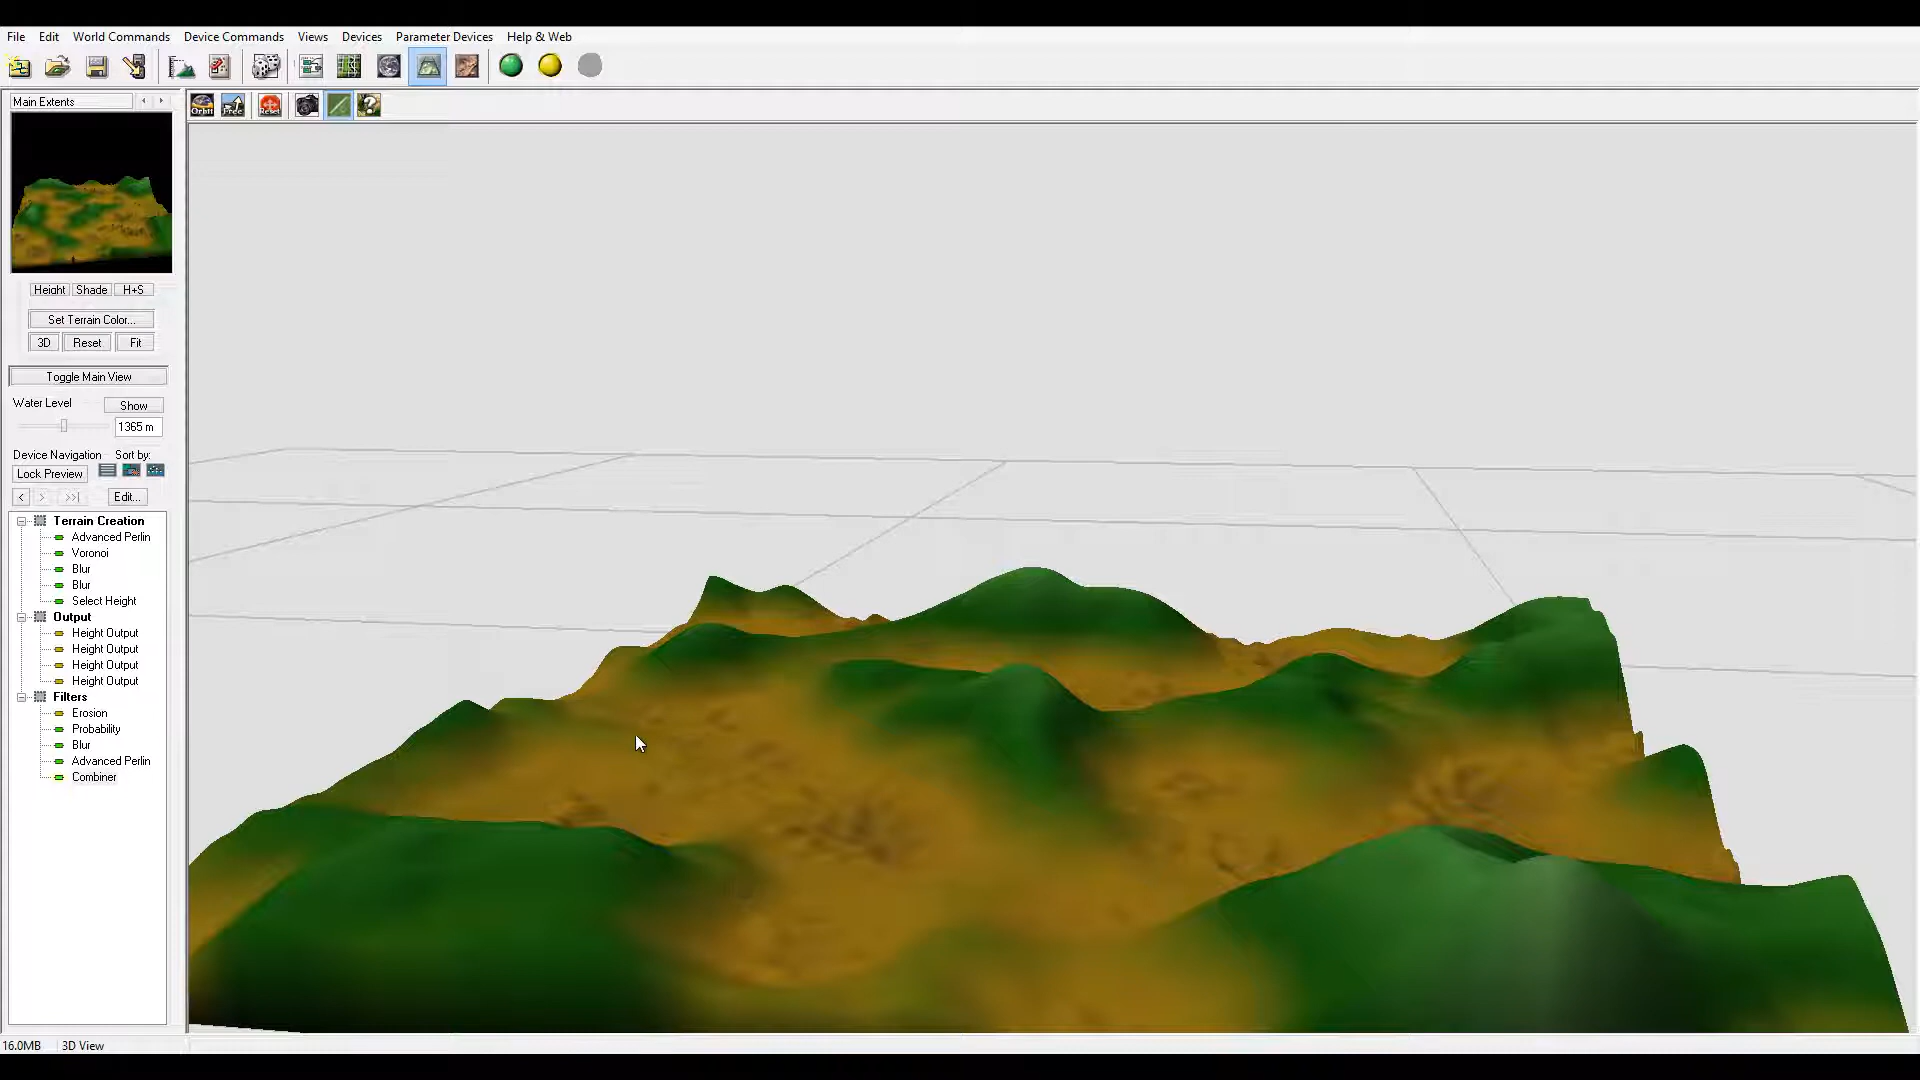 File Edit World Commands Device Commands Views Devices Parameter Devices Help & Web
Main Extents
Orbit Free Reset
Height Shade H+S
Set Terrain Color...
3D Reset Fit
Toggle Main View
Water Level Show
1365 m
Device Navigation Sort by:
Lock Preview
< > >>| Edit...
Terrain Creation
Advanced Perlin
Voronoi
Blur
Blur
Select Height
Output
Height Output
Height Output
Height Output
Height Output
Filters
Erosion
Probability
Blur
Advanced Perlin
Combiner
16.0MB 3D View